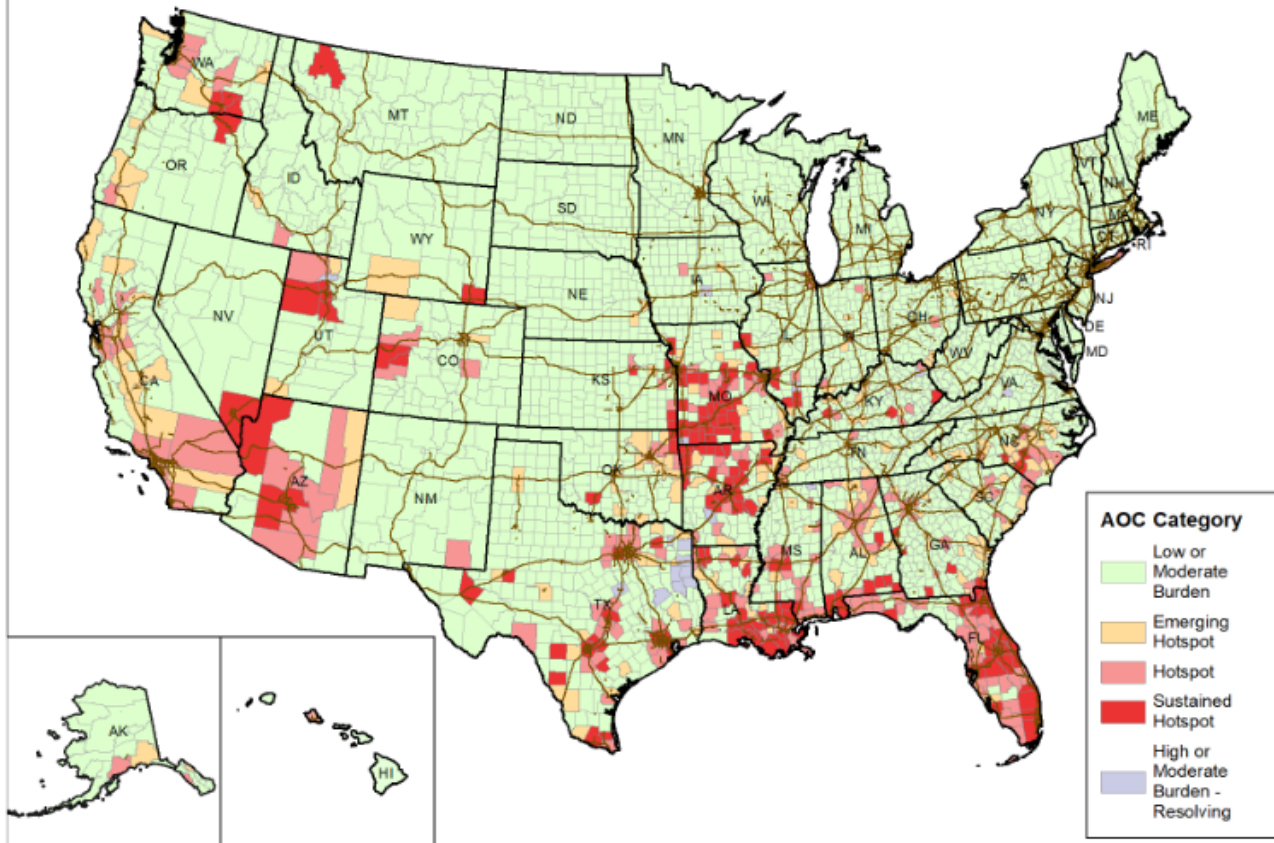 WA
MT
ND
MN
ME
OR
ID
SD
WI
MI
VT
NH
NY
MA
CT
RI
WY
IA
NE
PA
NJ
NV
UT
CO
IL
OH
DE
MD
WV
VA
CA
KS
MO
KY
AZ
NM
OK
AR
TN
NC
SC
MS
AL
GA
TX
LA
FL
AK
HI
AOC Category
Low or
Moderate
Burden
Emerging
Hotspot
Hotspot
Sustained
Hotspot
High or
Moderate
Burden -
Resolving